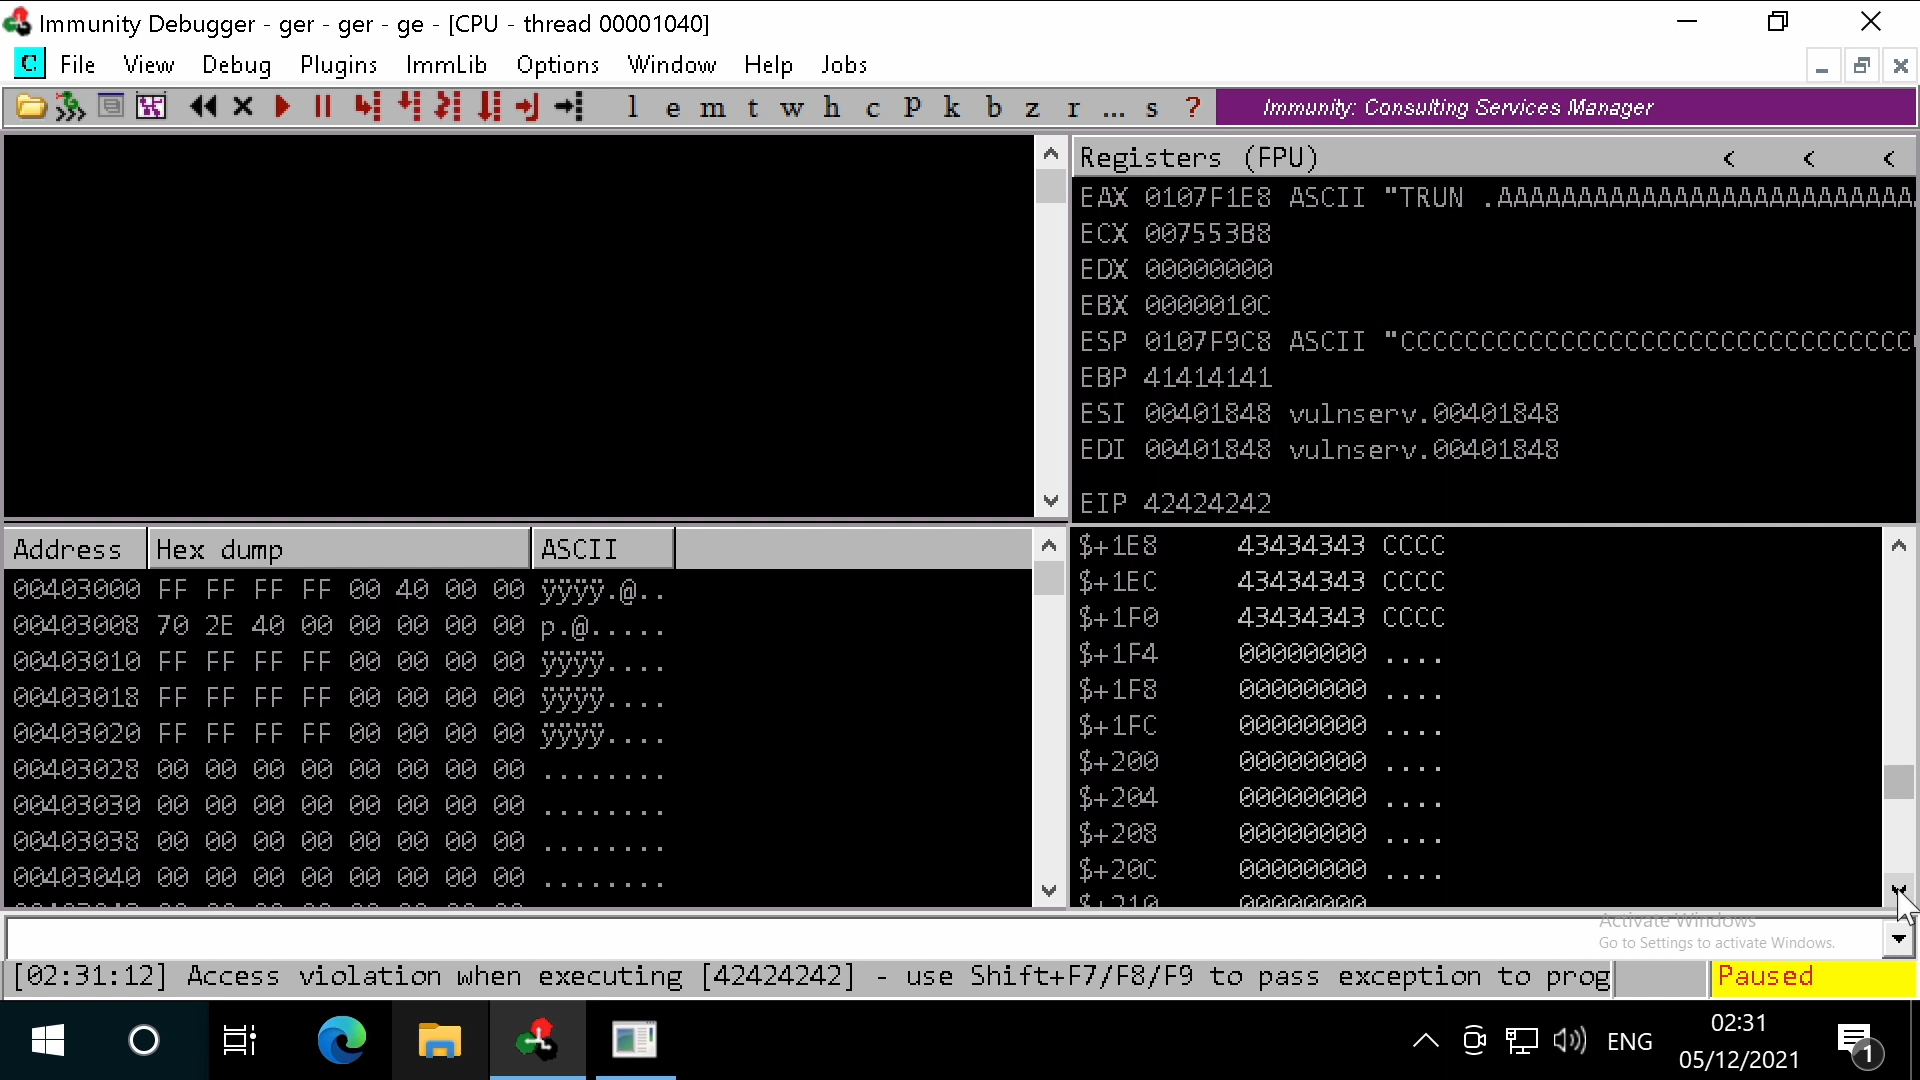 Immunity Debugger - ger - ger - ge - [CPU - thread 00001040]
C File View Debug Plugins ImmLib Options Window Help Jobs
l e m t w h c P k b z r ... s ? Immunity: Consulting Services Manager
Registers (FPU) < < <
EAX 0107F1E8 ASCII "TRUN .AAAAAAAAAAAAAAAAAAAAAAAAAA
ECX 007553B8
EDX 00000000
EBX 0000010C
ESP 0107F9C8 ASCII "CCCCCCCCCCCCCCCCCCCCCCCCCCCCCCCC
EBP 41414141
ESI 00401848 vulnserv.00401848
EDI 00401848 vulnserv.00401848
EIP 42424242
Address Hex dump ASCII
00403000 FF FF FF FF 00 40 00 00 ÿÿÿÿ.@..
00403008 70 2E 40 00 00 00 00 00 p.@.....
00403010 FF FF FF FF 00 00 00 00 ÿÿÿÿ....
00403018 FF FF FF FF 00 00 00 00 ÿÿÿÿ....
00403020 FF FF FF FF 00 00 00 00 ÿÿÿÿ....
00403028 00 00 00 00 00 00 00 00 ........
00403030 00 00 00 00 00 00 00 00 ........
00403038 00 00 00 00 00 00 00 00 ........
00403040 00 00 00 00 00 00 00 00 ........
$+1E8 43434343 CCCC
$+1EC 43434343 CCCC
$+1F0 43434343 CCCC
$+1F4 00000000 ....
$+1F8 00000000 ....
$+1FC 00000000 ....
$+200 00000000 ....
$+204 00000000 ....
$+208 00000000 ....
$+20C 00000000 ....
$+210 00000000
Activate Windows
Go to Settings to activate Windows.
[02:31:12] Access violation when executing [42424242] - use Shift+F7/F8/F9 to pass exception to prog
Paused
ENG
02:31
05/12/2021
1